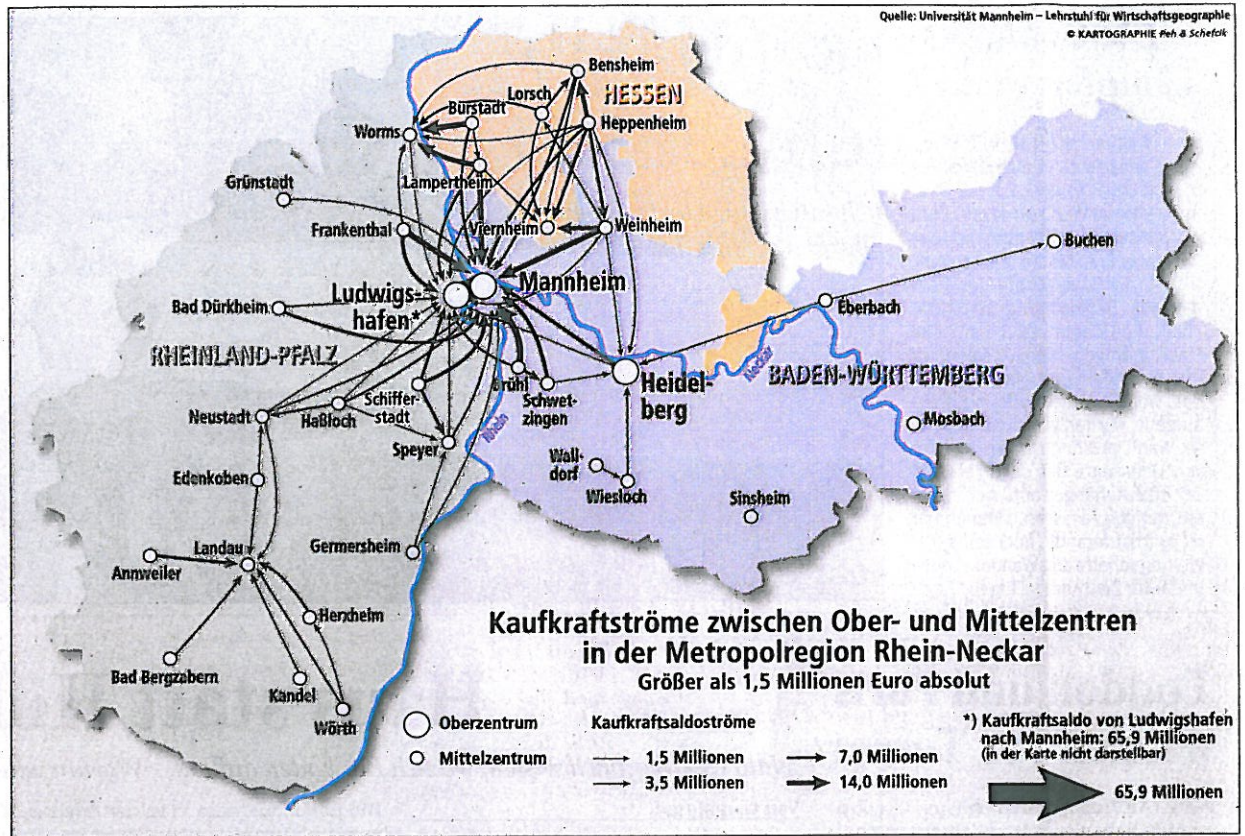 Quelle: Universität Mannheim – Lehrstuhl für Wirtschaftsgeographie
© KARTOGRAPHIE Peh & Schefcik
Bensheim
HESSEN
Lorsch
Bürstadt
Heppenheim
Worms
Lampertheim
Grünstadt
Frankenthal
Viernheim
Weinheim
Buchen
Mannheim
Ludwigs-
hafen*
Bad Dürkheim
Eberbach
RHEINLAND-PFALZ
Neckar
BADEN-WÜRTTEMBERG
Brühl
Heidel-
berg
Schiffer-
stadt
Schwet-
zingen
Neustadt
Haßloch
Mosbach
Rhein
Speyer
Edenkoben
Wall-
dorf
Wiesloch
Sinsheim
Landau
Germersheim
Annweiler
Herxheim
Bad Bergzabern
Kandel
Wörth
Kaufkraftströme zwischen Ober- und Mittelzentren
in der Metropolregion Rhein-Neckar
Größer als 1,5 Millionen Euro absolut
Oberzentrum
Mittelzentrum
Kaufkraftsaldoströme
1,5 Millionen
3,5 Millionen
7,0 Millionen
14,0 Millionen
*) Kaufkraftsaldo von Ludwigshafen
nach Mannheim: 65,9 Millionen
(in der Karte nicht darstellbar)
65,9 Millionen